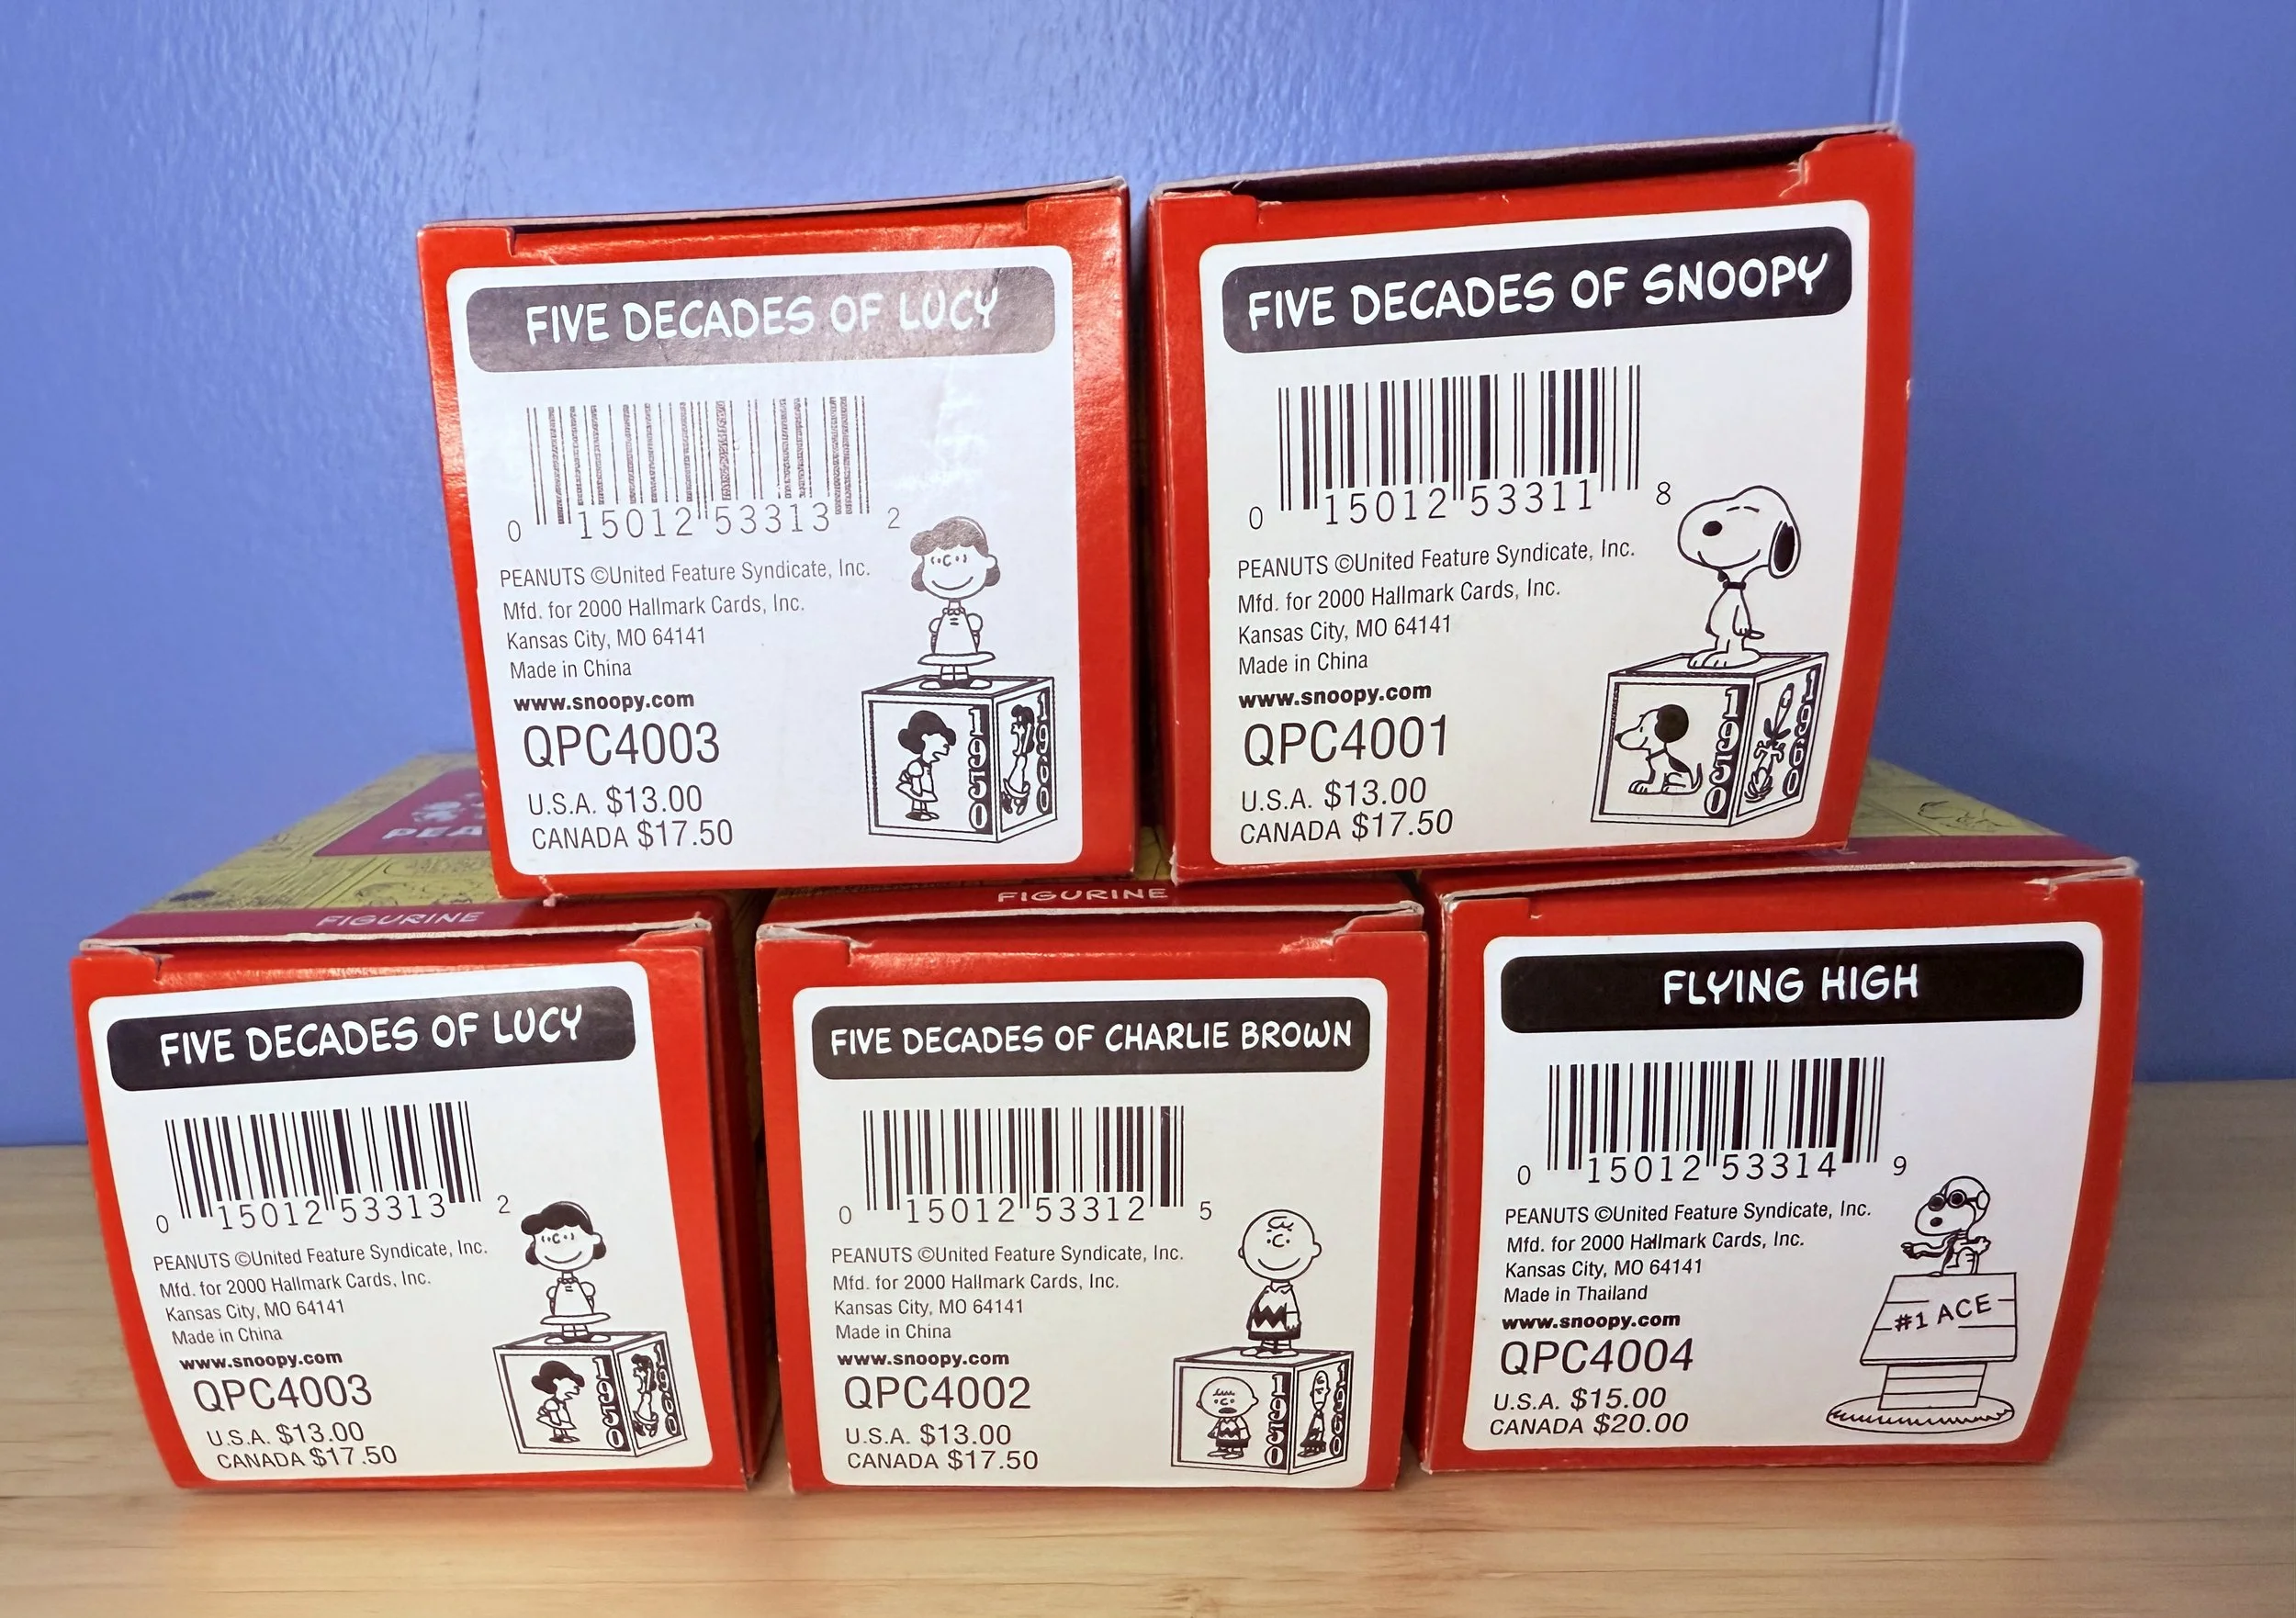 FIVE DECADES OF LUCY
0 15012 53313 2
PEANUTS ©United Feature Syndicate, Inc.
Mfd. for 2000 Hallmark Cards, Inc.
Kansas City, MO 64141
Made in China
www.snoopy.com
QPC4003
U.S.A. $13.00
CANADA $17.50
1950
1960
FIVE DECADES OF SNOOPY
0 15012 53311 8
PEANUTS ©United Feature Syndicate, Inc.
Mfd. for 2000 Hallmark Cards, Inc.
Kansas City, MO 64141
Made in China
www.snoopy.com
QPC4001
U.S.A. $13.00
CANADA $17.50
1950
1960
FIGURINE
FIVE DECADES OF LUCY
0 15012 53313 2
PEANUTS ©United Feature Syndicate, Inc.
Mfd. for 2000 Hallmark Cards, Inc.
Kansas City, MO 64141
Made in China
www.snoopy.com
QPC4003
U.S.A. $13.00
CANADA $17.50
1950
1960
FIGURINE
FIVE DECADES OF CHARLIE BROWN
0 15012 53312 5
PEANUTS ©United Feature Syndicate, Inc.
Mfd. for 2000 Hallmark Cards, Inc.
Kansas City, MO 64141
Made in China
www.snoopy.com
QPC4002
U.S.A. $13.00
CANADA $17.50
1950
1960
FLYING HIGH
0 15012 53314 9
PEANUTS ©United Feature Syndicate, Inc.
Mfd. for 2000 Hallmark Cards, Inc.
Kansas City, MO 64141
Made in Thailand
www.snoopy.com
QPC4004
U.S.A. $15.00
CANADA $20.00
#1 ACE